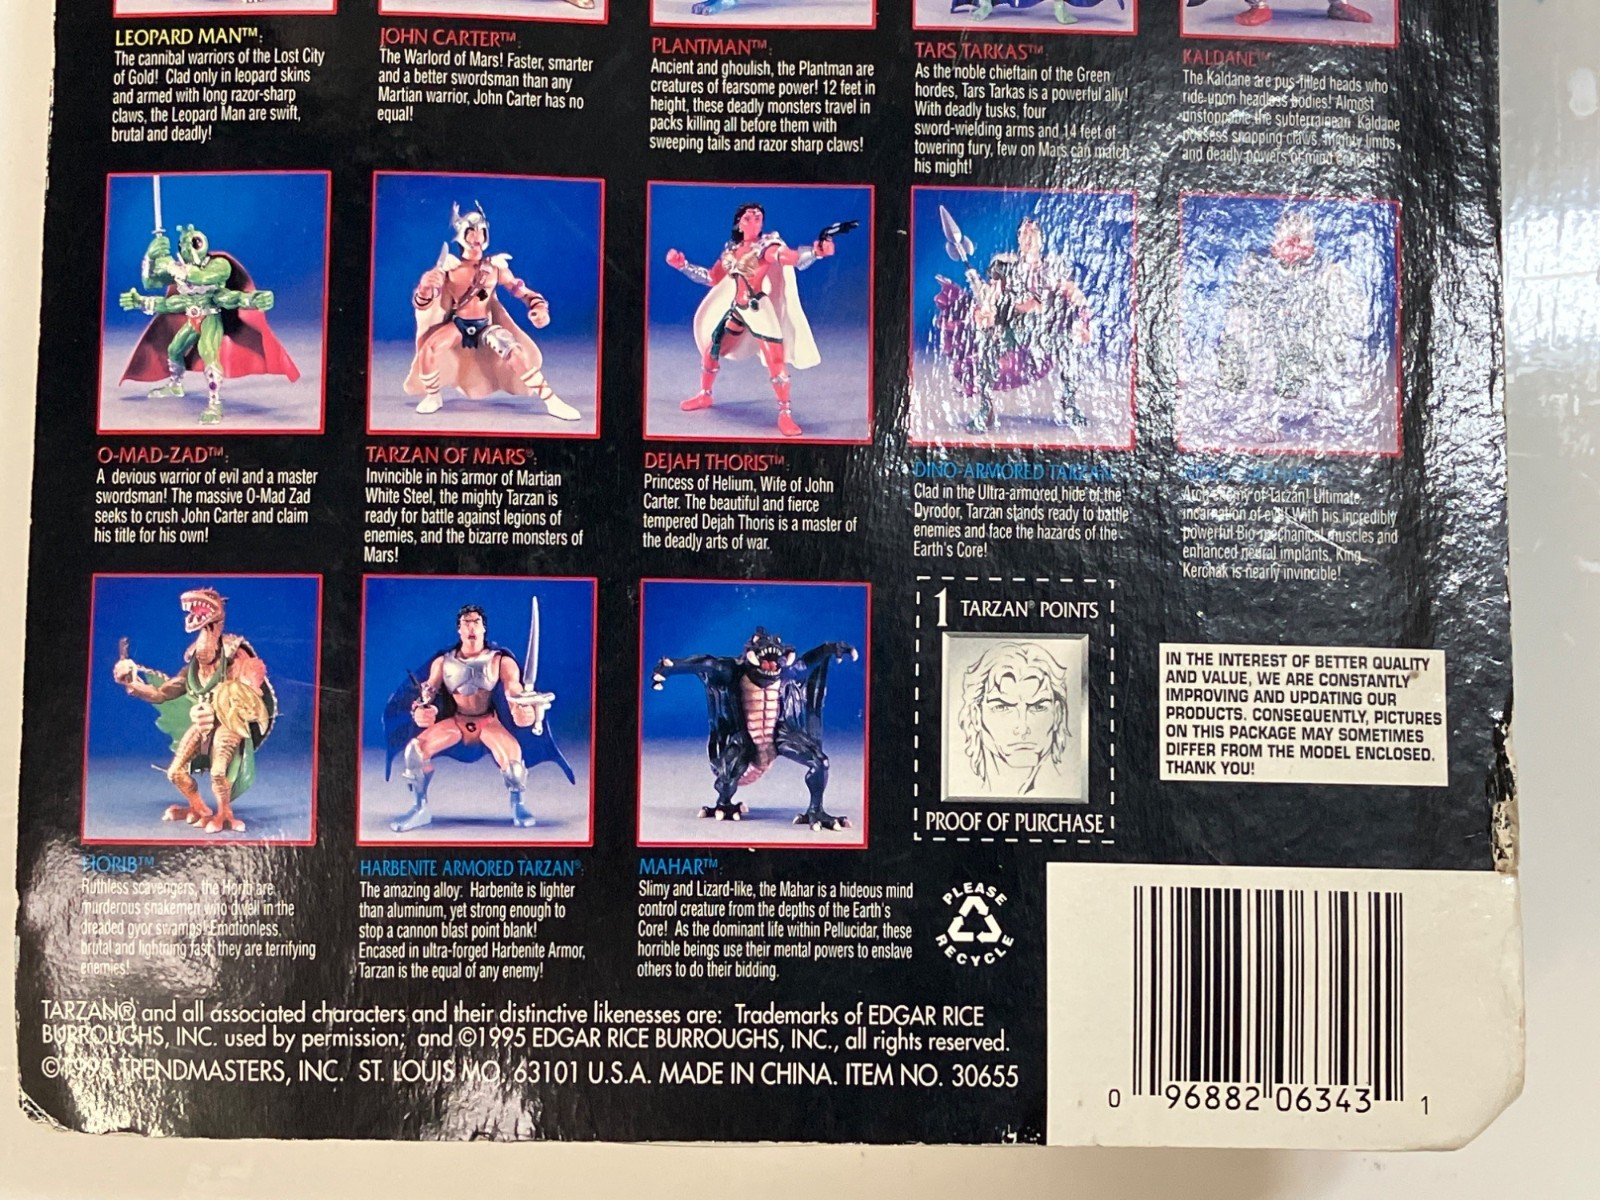 LEOPARD MAN™:
The cannibal warriors of the Lost City
of Gold! Clad only in leopard skins
and armed with long razor-sharp
claws, the Leopard Man are swift,
brutal and deadly!
JOHN CARTER™:
The Warlord of Mars! Faster, smarter
and a better swordsman than any
Martian warrior, John Carter has no
equal!
PLANTMAN™:
Ancient and ghoulish, the Plantman are
creatures of fearsome power! 12 feet in
height, these deadly monsters travel in
packs killing all before them with
sweeping tails and razor sharp claws!
TARS TARKAS™
As the noble chieftain of the Green
hordes, Tars Tarkas is a powerful ally!
With deadly tusks, four
sword-wielding arms and 14 feet of
towering fury, few on Mars can match
his might!
KALDANE™
The Kaldane are pus-filled heads who
ride upon headless bodies! Almost
unstoppable the subterranean Kaldane
possess snapping claws, mighty limbs,
and deadly powers of mind
O-MAD-ZAD™:
A devious warrior of evil and a master
swordsman! The massive O-Mad Zad
seeks to crush John Carter and claim
his title for his own!
TARZAN OF MARS®:
Invincible in his armor of Martian
White Steel, the mighty Tarzan is
ready for battle against legions of
enemies, and the bizarre monsters of
Mars!
DEJAH THORIS™:
Princess of Helium, Wife of John
Carter. The beautiful and fierce
tempered Dejah Thoris is a master of
the deadly arts of war.
DINO-ARMORED TARZAN
Clad in the Ultra-armored hide of the
Dyrodor, Tarzan stands ready to battle
enemies and face the hazards of the
Earth's Core!
Arch-enemy of Tarzan! Ultimate
incarnation of evil! With his incredibly
powerful Bio-mechanical muscles and
enhanced neural implants, King
Kerchak is nearly invincible!
HORIB™
Ruthless scavengers, the Horib are
murderous snakemen who dwell in the
dreaded gyor swamps! Emotionless,
brutal and lightning fast, they are terrifying
enemies!
HARBENITE ARMORED TARZAN®:
The amazing alloy: Harbenite is lighter
than aluminum, yet strong enough to
stop a cannon blast point blank!
Encased in ultra-forged Harbenite Armor,
Tarzan is the equal of any enemy!
MAHAR™:
Slimy and Lizard-like, the Mahar is a hideous mind
control creature from the depths of the Earth's
Core! As the dominant life within Pellucidar, these
horrible beings use their mental powers to enslave
others to do their bidding.
1 TARZAN® POINTS
PROOF OF PURCHASE
IN THE INTEREST OF BETTER QUALITY
AND VALUE, WE ARE CONSTANTLY
IMPROVING AND UPDATING OUR
PRODUCTS. CONSEQUENTLY, PICTURES
ON THIS PACKAGE MAY SOMETIMES
DIFFER FROM THE MODEL ENCLOSED.
THANK YOU!
PLEASE
RECYCLE
TARZAN® and all associated characters and their distinctive likenesses are: Trademarks of EDGAR RICE
BURROUGHS, INC. used by permission; and ©1995 EDGAR RICE BURROUGHS, INC., all rights reserved.
©1995 TRENDMASTERS, INC. ST. LOUIS MO, 63101 U.S.A. MADE IN CHINA. ITEM NO. 30655
0 96882 06343 1